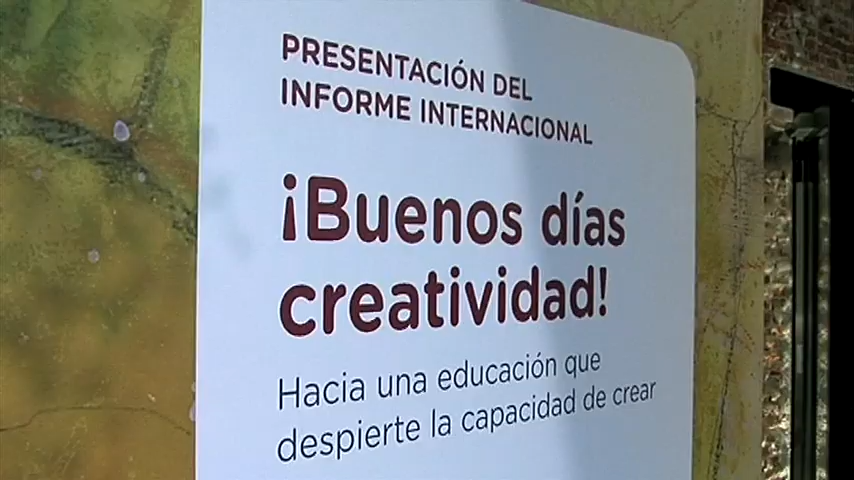 PRESENTACIÓN DEL
INFORME INTERNACIONAL
¡Buenos días
creatividad!
Hacia una educación que
despierte la capacidad de crear